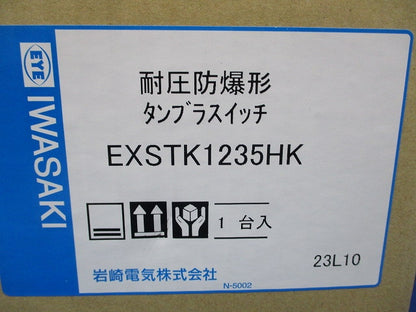 EYE
IWASAKI
耐圧防爆形
タンブラスイッチ
EXSTK1235HK
1台入
岩崎電気株式会社
N-5002
23L10